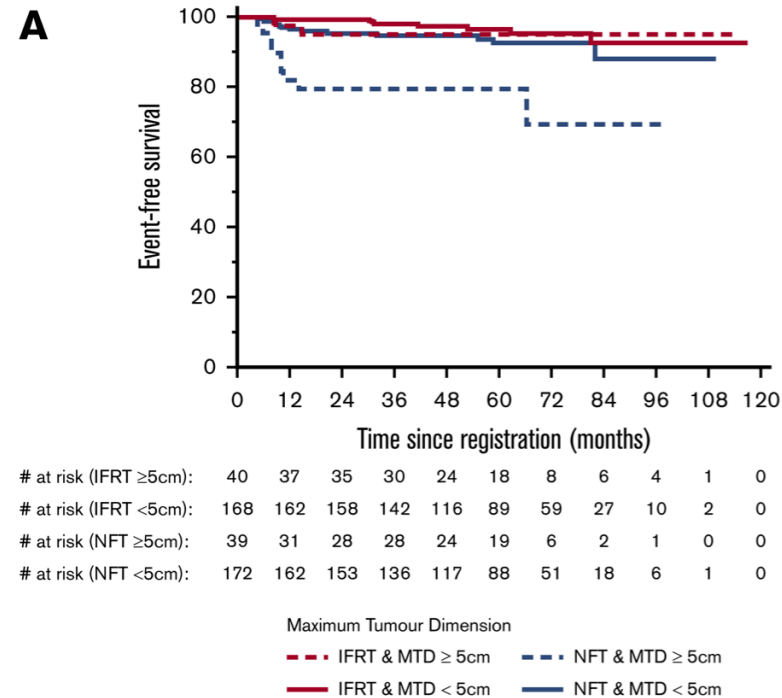 A
Event-free survival
100
80
60
40
20
0
0 12 24 36 48 60 72 84 96 108 120
Time since registration (months)
# at risk (IFRT ≥5cm): 40 37 35 30 24 18 8 6 4 1 0
# at risk (IFRT <5cm): 168 162 158 142 116 89 59 27 10 2 0
# at risk (NFT ≥5cm): 39 31 28 28 24 19 6 2 1 0 0
# at risk (NFT <5cm): 172 162 153 136 117 88 51 18 6 1 0
Maximum Tumour Dimension
IFRT & MTD ≥ 5cm NFT & MTD ≥ 5cm
IFRT & MTD < 5cm NFT & MTD < 5cm